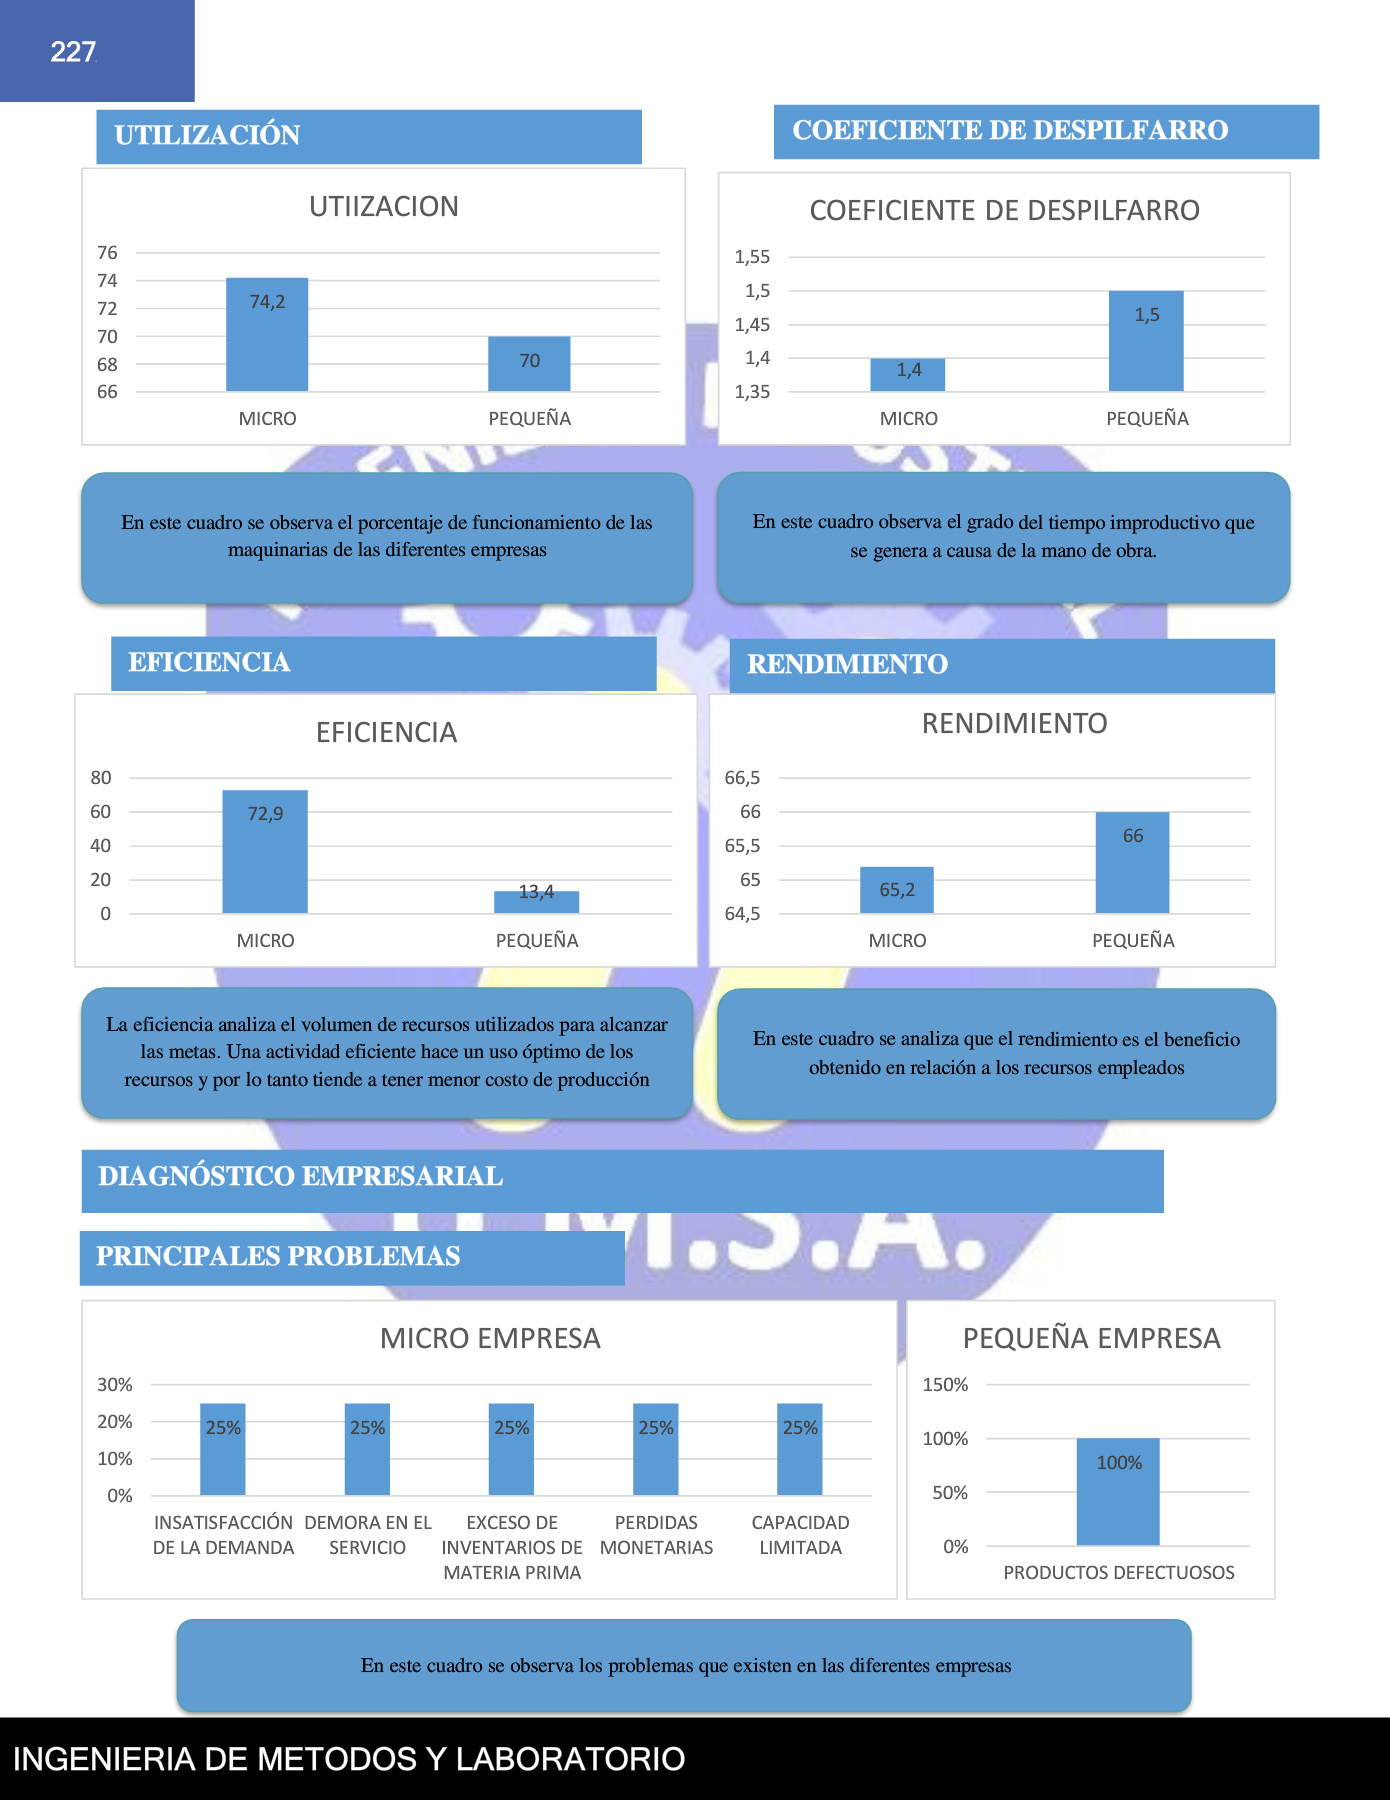 227
UTILIZACIÓN
COEFICIENTE DE DESPILFARRO
UTIIZACION
76
74
72
70
68
66
74,2
70
MICRO
PEQUEÑA
COEFICIENTE DE DESPILFARRO
1,55
1,5
1,45
1,4
1,35
1,4
1,5
MICRO
PEQUEÑA
En este cuadro se observa el porcentaje de funcionamiento de las
maquinarias de las diferentes empresas
En este cuadro observa el grado del tiempo improductivo que
se genera a causa de la mano de obra.
EFICIENCIA
RENDIMIENTO
EFICIENCIA
80
60
40
20
0
72,9
13,4
MICRO
PEQUEÑA
RENDIMIENTO
66,5
66
65,5
65
64,5
65,2
66
MICRO
PEQUEÑA
La eficiencia analiza el volumen de recursos utilizados para alcanzar
las metas. Una actividad eficiente hace un uso óptimo de los
recursos y por lo tanto tiende a tener menor costo de producción
En este cuadro se analiza que el rendimiento es el beneficio
obtenido en relación a los recursos empleados
DIAGNÓSTICO EMPRESARIAL
M.S.A.
PRINCIPALES PROBLEMAS
MICRO EMPRESA
30%
20%
10%
0%
25%
25%
25%
25%
25%
INSATISFACCIÓN
DE LA DEMANDA
DEMORA EN EL
SERVICIO
EXCESO DE
INVENTARIOS DE
MATERIA PRIMA
PERDIDAS
MONETARIAS
CAPACIDAD
LIMITADA
PEQUEÑA EMPRESA
150%
100%
50%
0%
100%
PRODUCTOS DEFECTUOSOS
En este cuadro se observa los problemas que existen en las diferentes empresas
INGENIERIA DE METODOS Y LABORATORIO